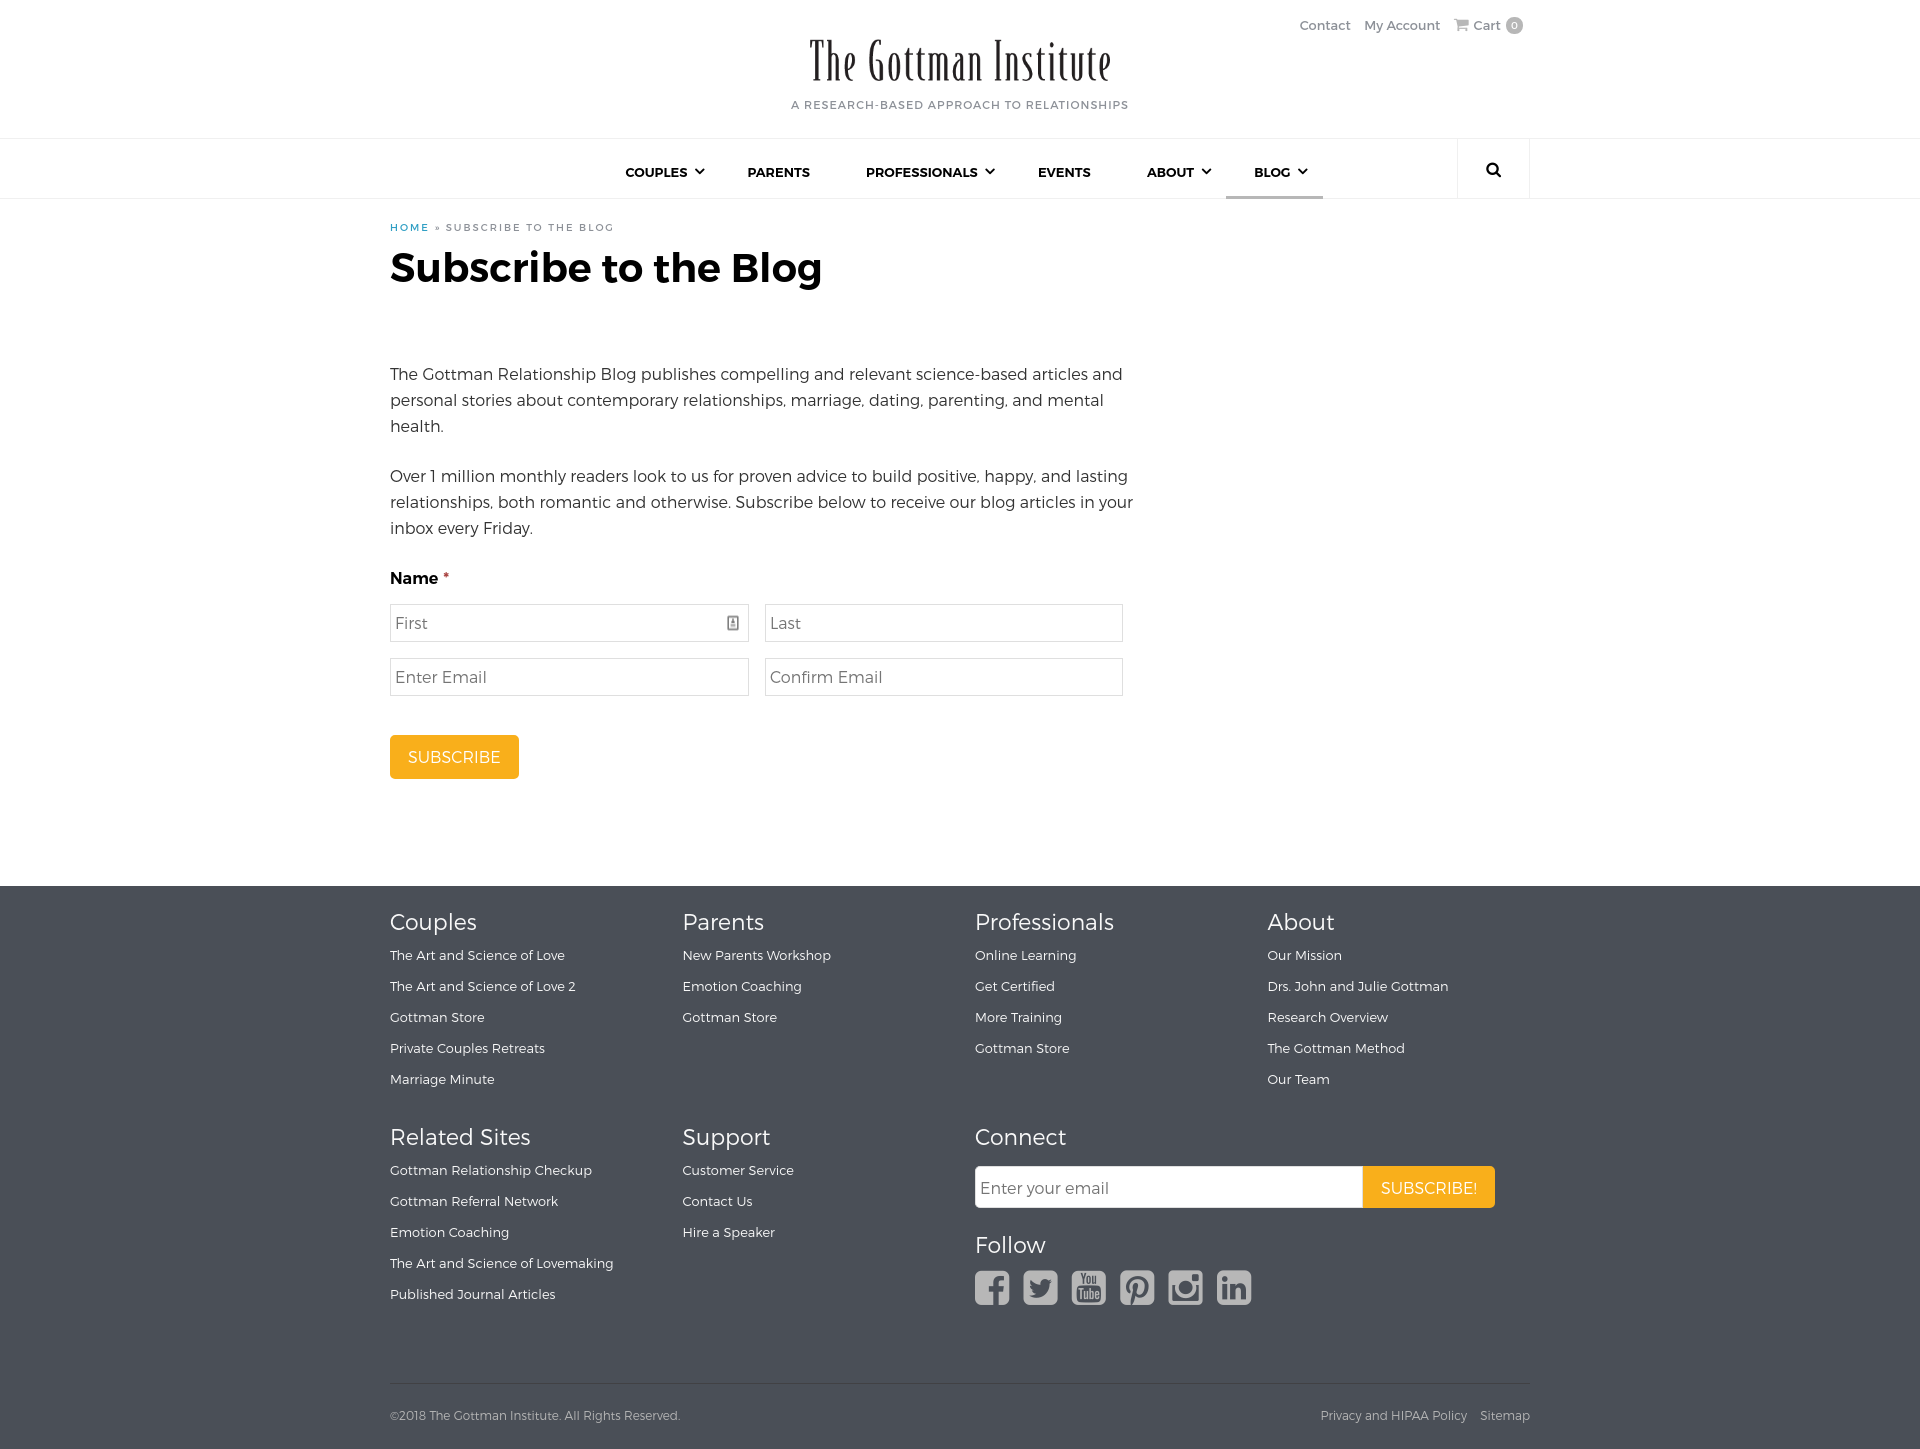 Contact My Account Cart 0
The Gottman Institute
A RESEARCH-BASED APPROACH TO RELATIONSHIPS
COUPLES PARENTS PROFESSIONALS EVENTS ABOUT BLOG
HOME » SUBSCRIBE TO THE BLOG
Subscribe to the Blog
The Gottman Relationship Blog publishes compelling and relevant science-based articles and
personal stories about contemporary relationships, marriage, dating, parenting, and mental
health.
Over 1 million monthly readers look to us for proven advice to build positive, happy, and lasting
relationships, both romantic and otherwise. Subscribe below to receive our blog articles in your
inbox every Friday.
Name *
First Last
Enter Email Confirm Email
SUBSCRIBE
Couples
The Art and Science of Love
The Art and Science of Love 2
Gottman Store
Private Couples Retreats
Marriage Minute
Parents
New Parents Workshop
Emotion Coaching
Gottman Store
Professionals
Online Learning
Get Certified
More Training
Gottman Store
About
Our Mission
Drs. John and Julie Gottman
Research Overview
The Gottman Method
Our Team
Related Sites
Gottman Relationship Checkup
Gottman Referral Network
Emotion Coaching
The Art and Science of Lovemaking
Published Journal Articles
Support
Customer Service
Contact Us
Hire a Speaker
Connect
Enter your email SUBSCRIBE!
Follow
You
Tube
in
©2018 The Gottman Institute. All Rights Reserved.
Privacy and HIPAA Policy Sitemap